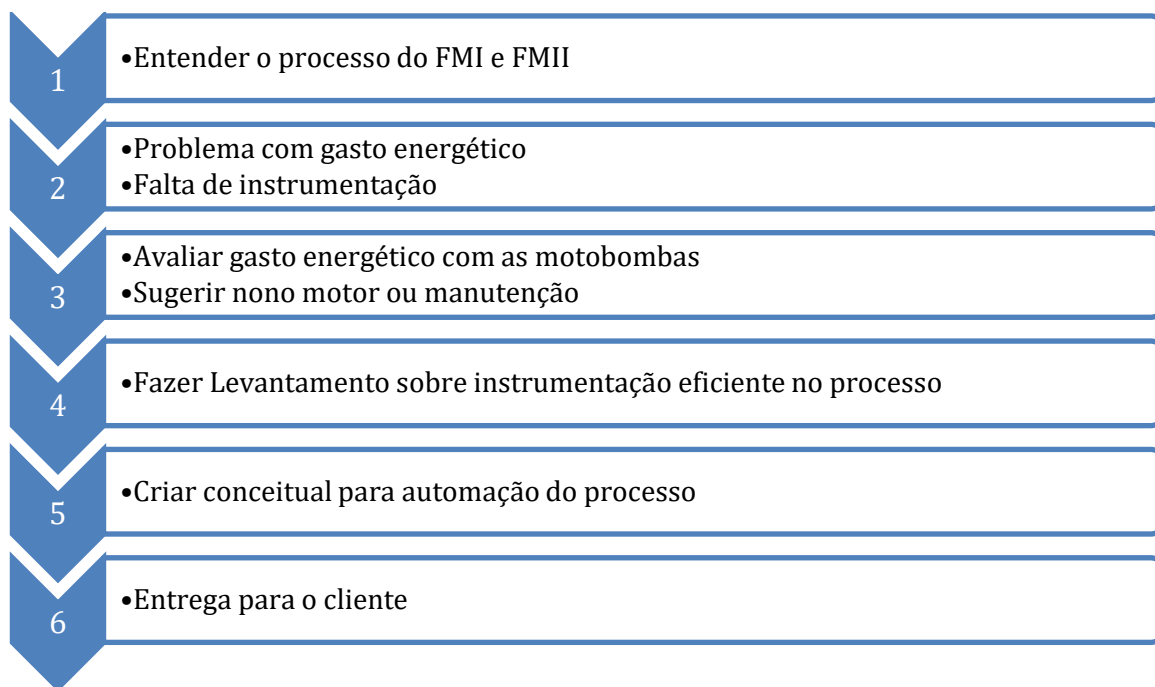 1
•Entender o processo do FMI e FMII
2
•Problema com gasto energético
•Falta de instrumentação
3
•Avaliar gasto energético com as motobombas
•Sugerir nono motor ou manutenção
4
•Fazer Levantamento sobre instrumentação eficiente no processo
5
•Criar conceitual para automação do processo
6
•Entrega para o cliente